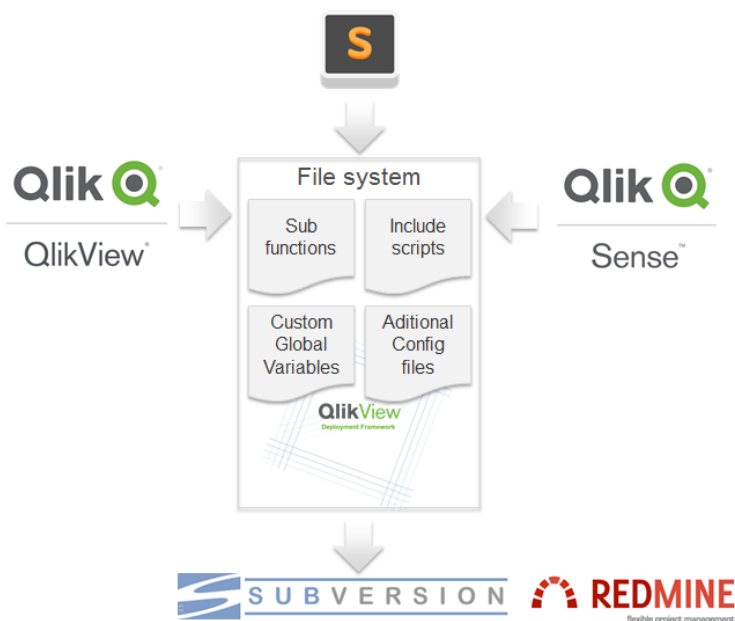 S
Qlik Q
QlikView®
File system
Sub
functions
Include
scripts
Custom
Global
Variables
Aditional
Config
files
QlikView
Deployment Framework
Qlik Q
Sense™
SUBVERSION
REDMINE
flexible project management